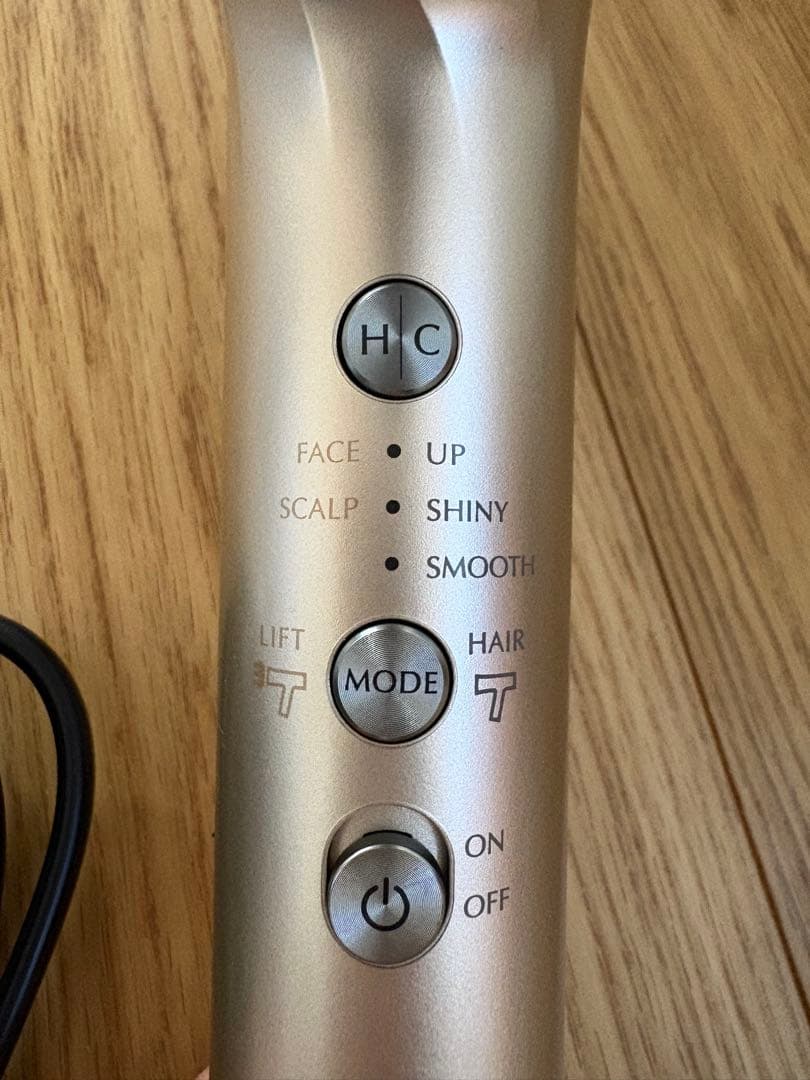 H C
FACE • UP
SCALP • SHINY
• SMOOTH
LIFT HAIR
MODE
ON
OFF